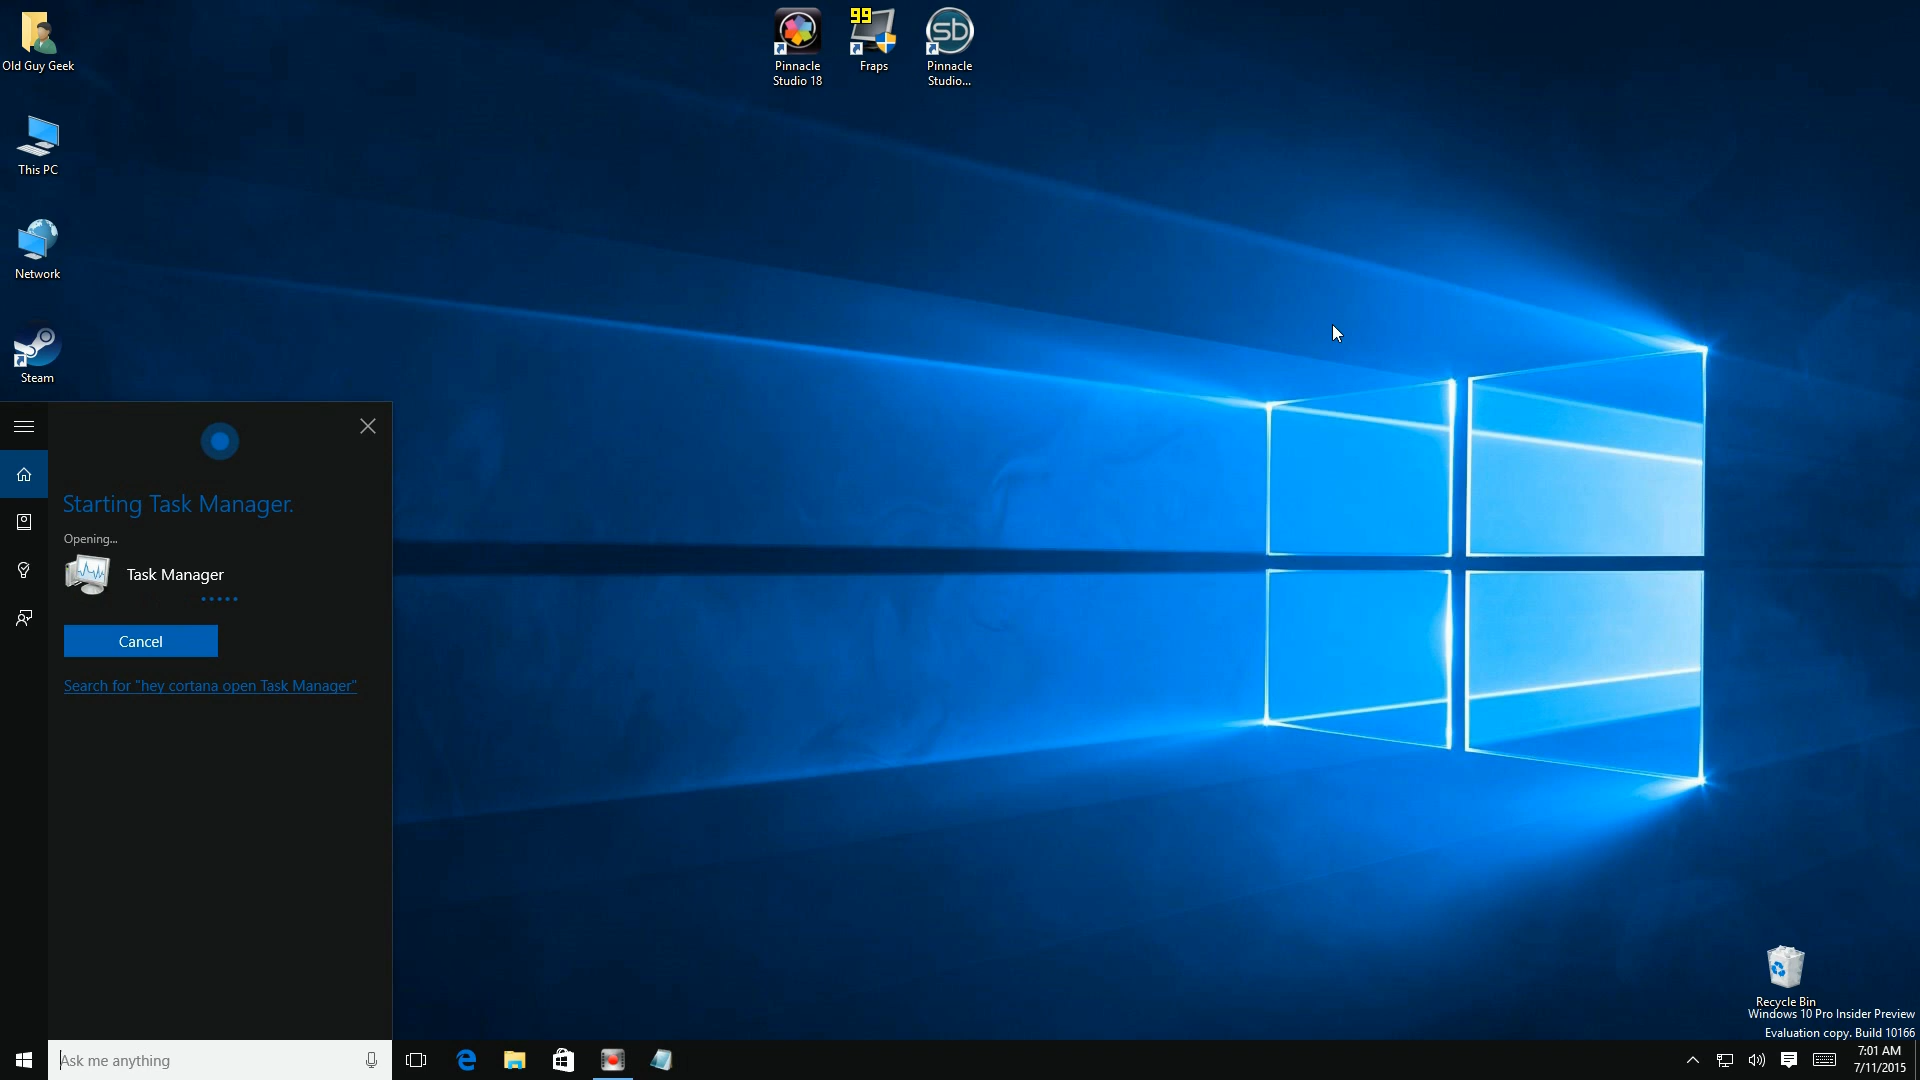 Old Guy Geek
This PC
Network
Steam
Pinnacle
Studio 18
99
Fraps
sb
Pinnacle
Studio...
Starting Task Manager.
Opening...
Task Manager
Cancel
Search for "hey cortana open Task Manager"
Ask me anything
Recycle Bin
Windows 10 Pro Insider Preview
Evaluation copy. Build 10166
7:01 AM
7/11/2015